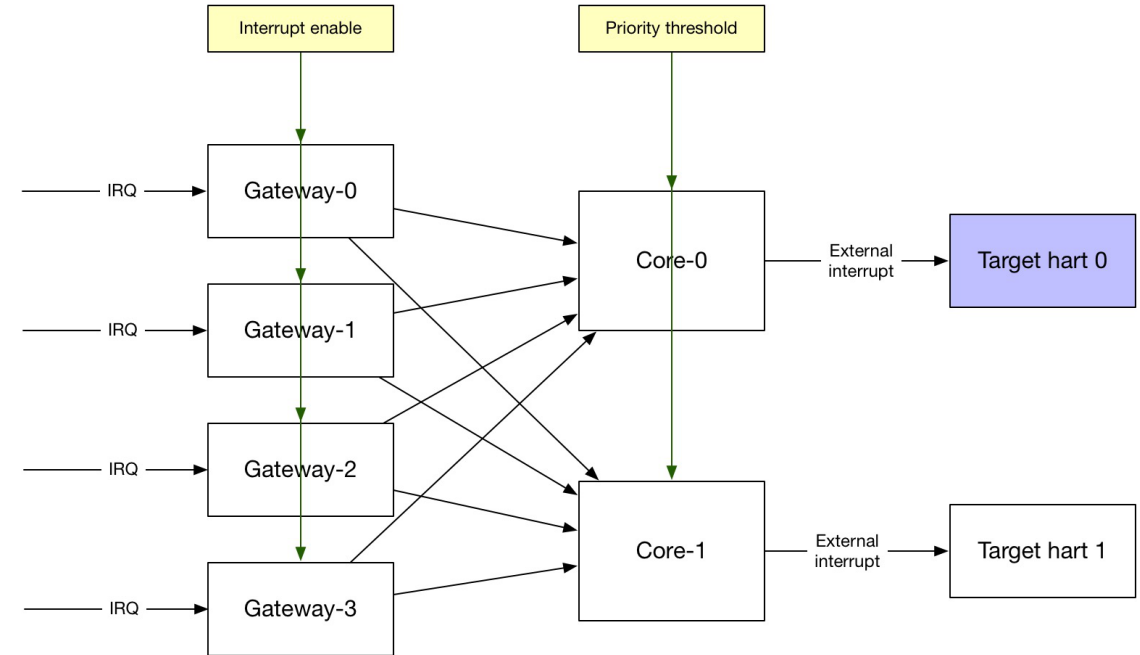 Interrupt enable
Priority threshold
IRQ
Gateway-0
Core-0
External
interrupt
Target hart 0
IRQ
Gateway-1
IRQ
Gateway-2
Core-1
External
interrupt
Target hart 1
IRQ
Gateway-3